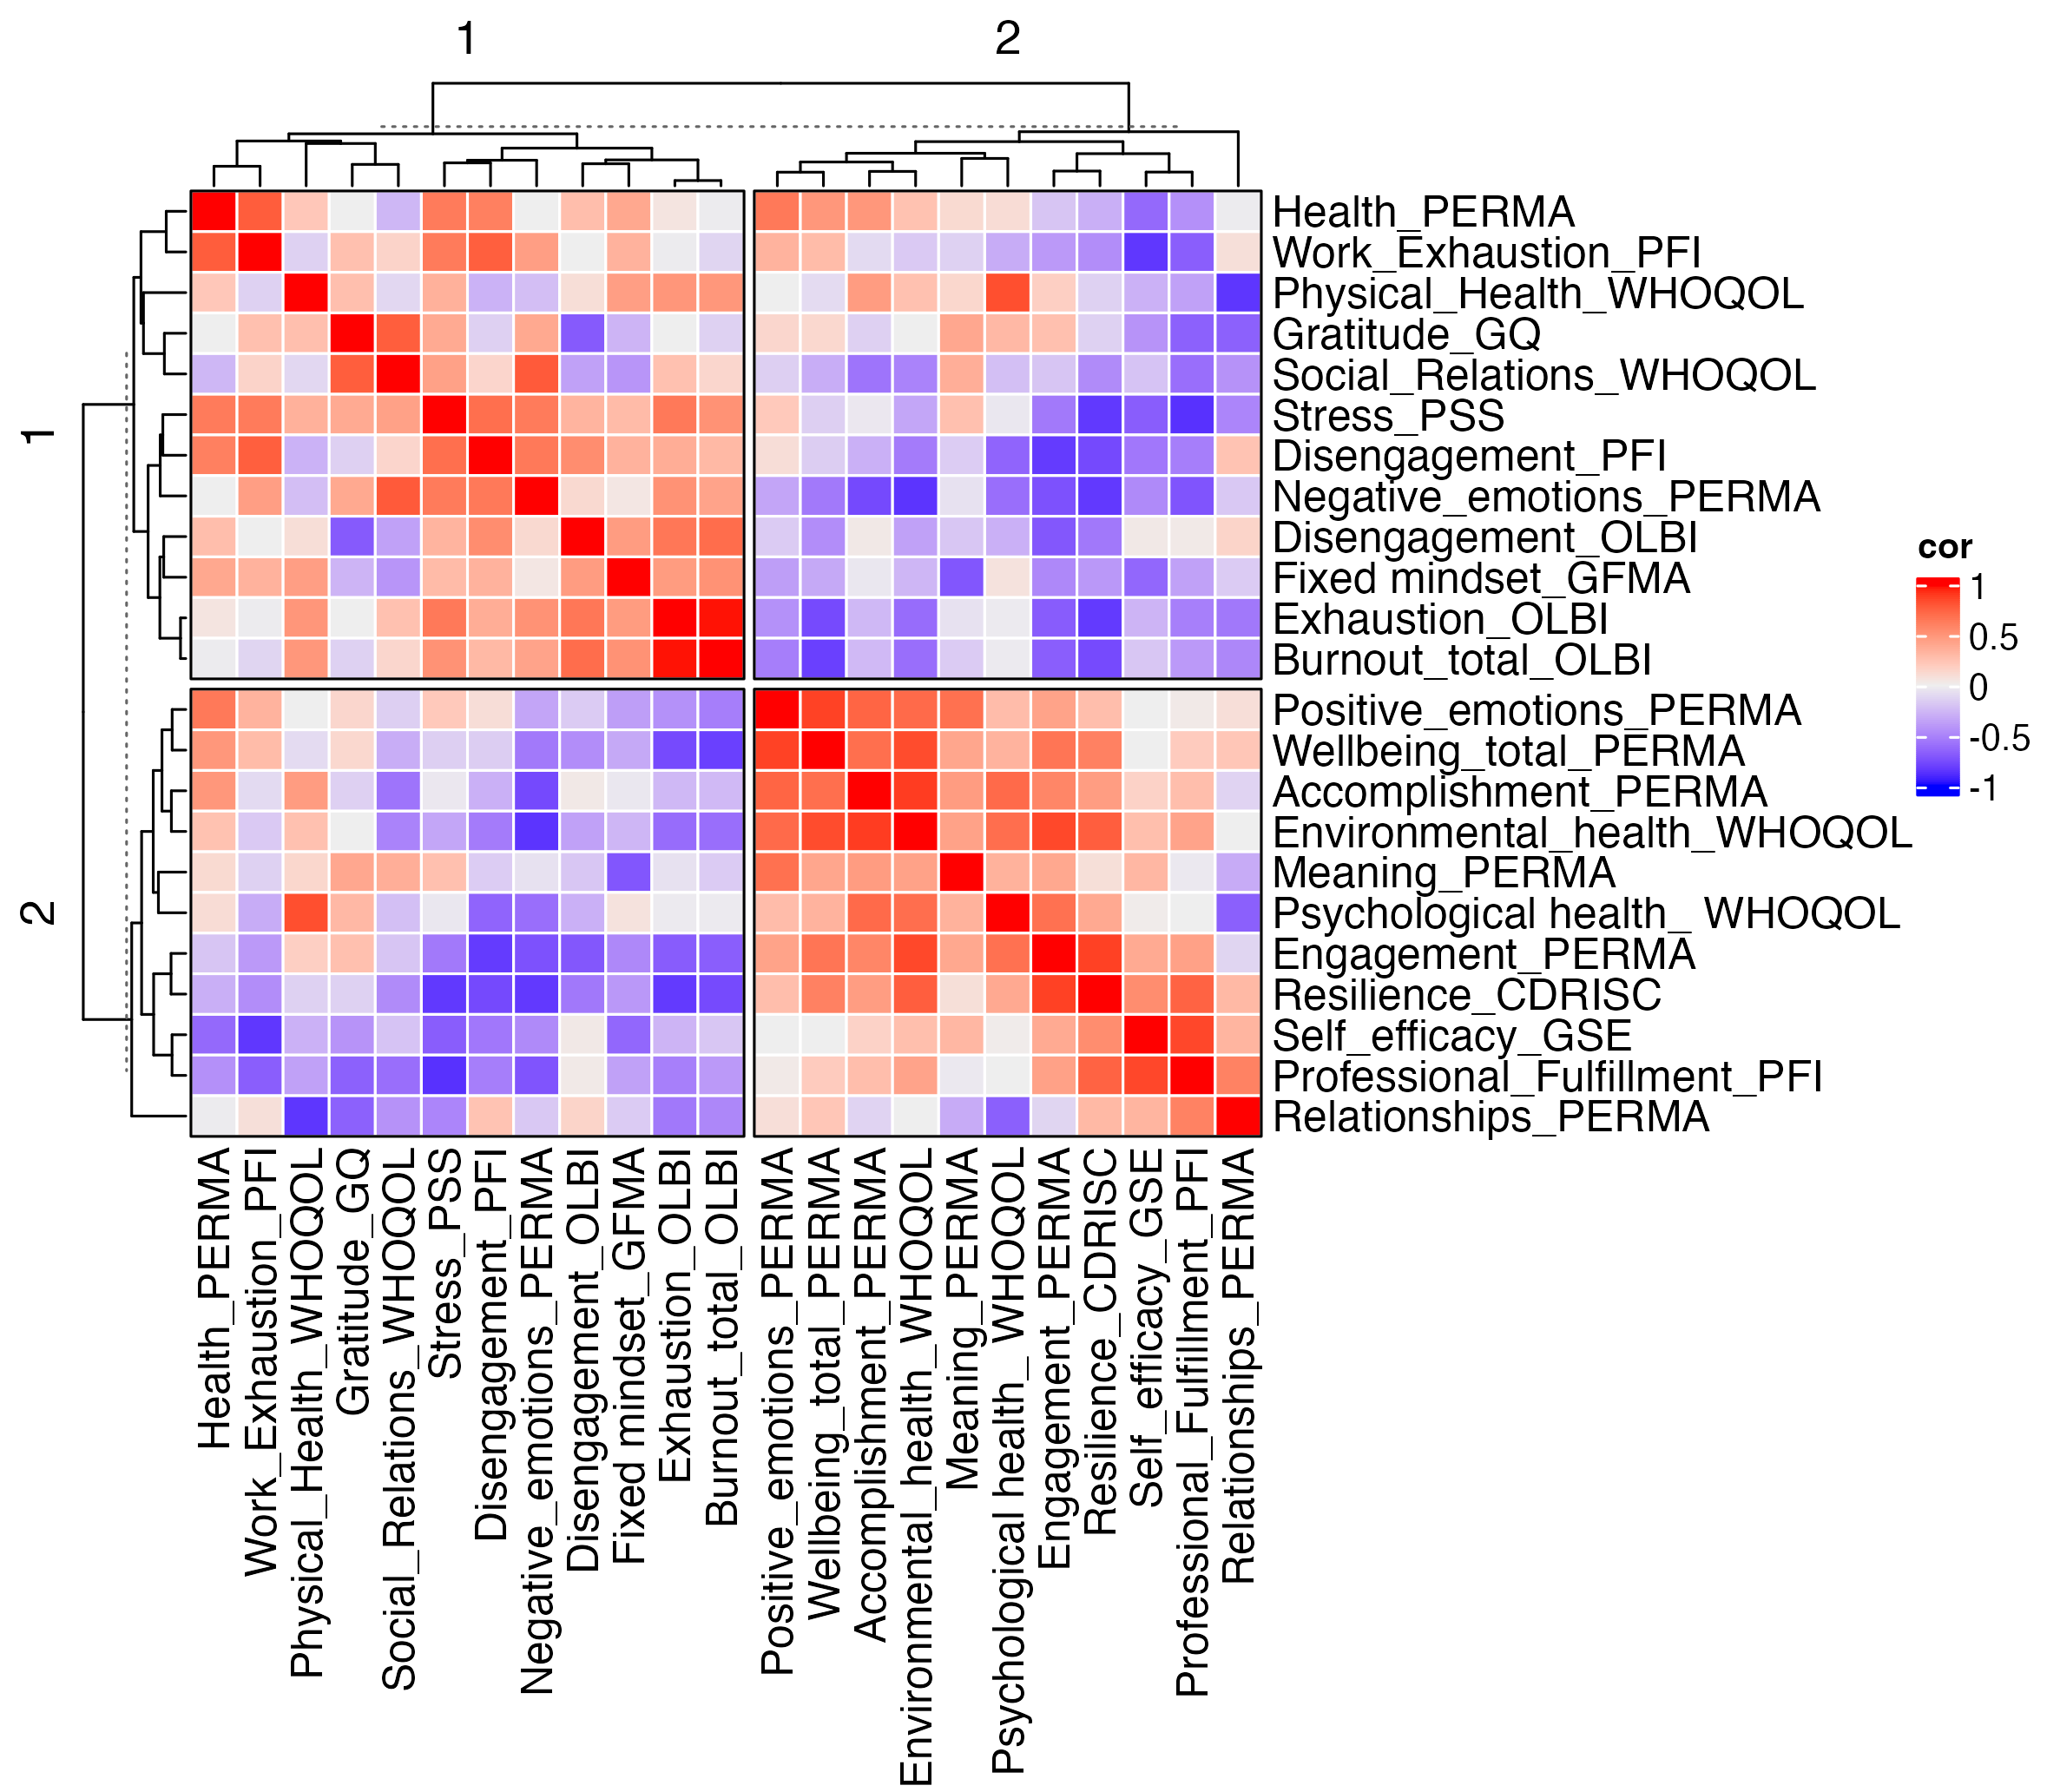 1
2
1
2
Health_PERMA
Work_Exhaustion_PFI
Physical_Health_WHOQOL
Gratitude_GQ
Social_Relations_WHOQOL
Stress_PSS
Disengagement_PFI
Negative_emotions_PERMA
Disengagement_OLBI
Fixed mindset_GFMA
Exhaustion_OLBI
Burnout_total_OLBI
Positive_emotions_PERMA
Wellbeing_total_PERMA
Accomplishment_PERMA
Environmental_health_WHOQOL
Meaning_PERMA
Psychological health_ WHOQOL
Engagement_PERMA
Resilience_CDRISC
Self_efficacy_GSE
Professional_Fulfillment_PFI
Relationships_PERMA
cor
1
0.5
0
-0.5
-1
Health_PERMA
Work_Exhaustion_PFI
Physical_Health_WHOQOL
Gratitude_GQ
Social_Relations_WHOQOL
Stress_PSS
Disengagement_PFI
Negative_emotions_PERMA
Disengagement_OLBI
Fixed mindset_GFMA
Exhaustion_OLBI
Burnout_total_OLBI
Positive_emotions_PERMA
Wellbeing_total_PERMA
Accomplishment_PERMA
Environmental_health_WHOQOL
Meaning_PERMA
Psychological health_ WHOQOL
Engagement_PERMA
Resilience_CDRISC
Self_efficacy_GSE
Professional_Fulfillment_PFI
Relationships_PERMA